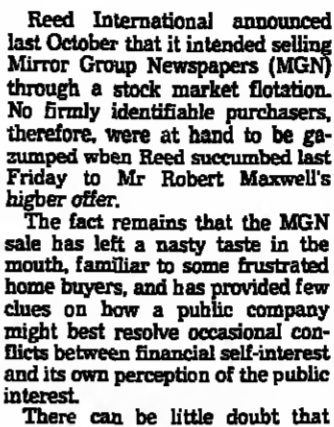 Reed International announced
last October that it intended selling
Mirror Group Newspapers (MGN)
through a stock market flotation.
No firmly identifiable purchasers,
therefore, were at hand to be ga-
zumped when Reed succumbed last
Friday to Mr Robert Maxwell's
higher offer.
The fact remains that the MGN
sale has left a nasty taste in the
mouth, familiar to some frustrated
home buyers, and has provided few
clues on how a public company
might best resolve occasional con-
flicts between financial self-interest
and its own perception of the public
interest.
There can be little doubt that